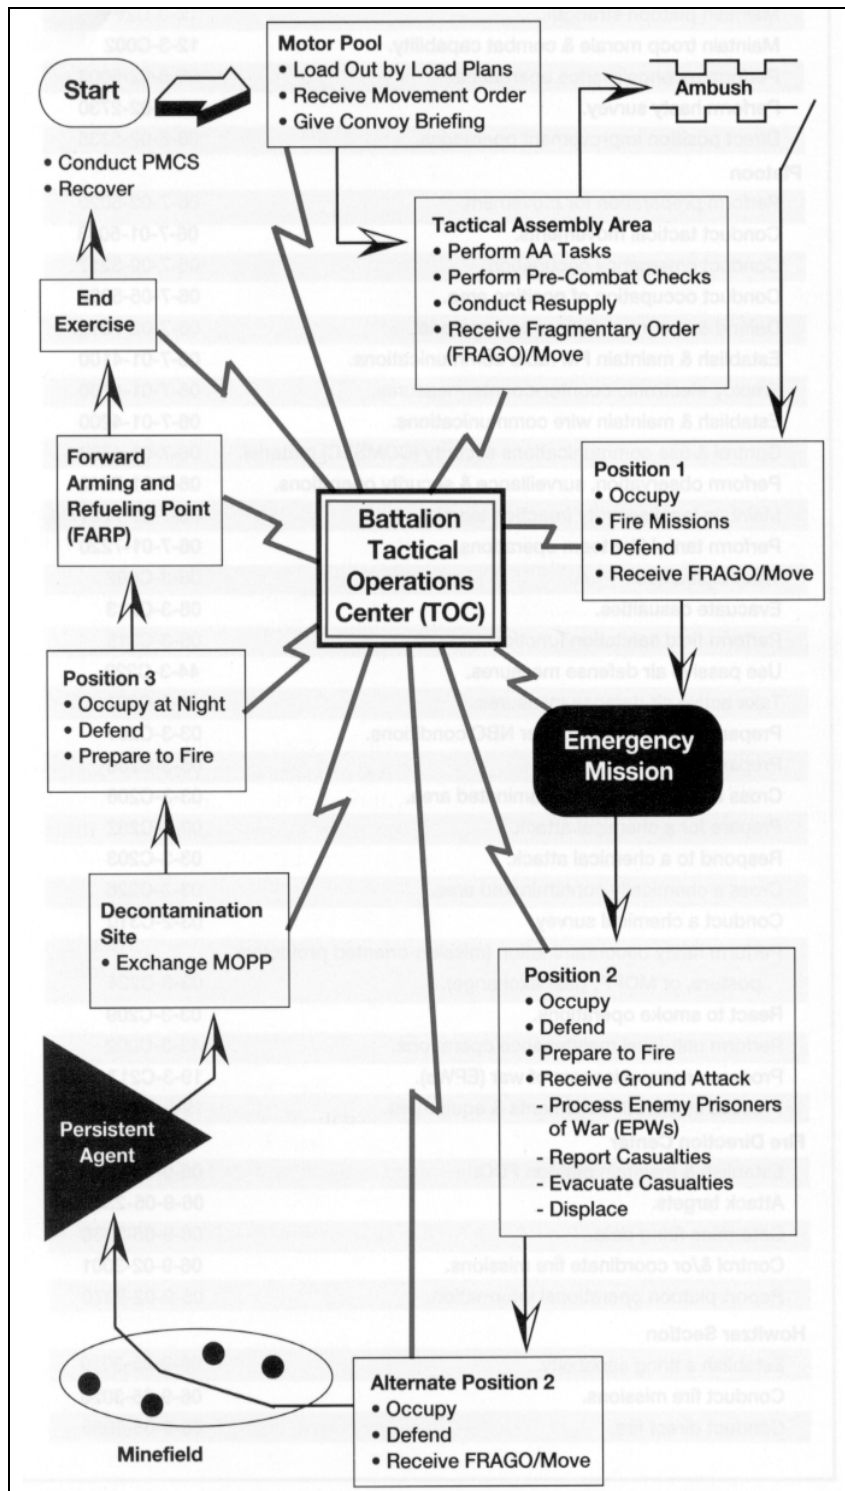 Start
• Conduct PMCS
• Recover
Motor Pool
• Load Out by Load Plans
• Receive Movement Order
• Give Convoy Briefing
Ambush
Tactical Assembly Area
• Perform AA Tasks
• Perform Pre-Combat Checks
• Conduct Resupply
• Receive Fragmentary Order
(FRAGO)/Move
End
Exercise
Forward
Arming and
Refueling Point
(FARP)
Battalion
Tactical
Operations
Center (TOC)
Position 1
• Occupy
• Fire Missions
• Defend
• Receive FRAGO/Move
Position 3
• Occupy at Night
• Defend
• Prepare to Fire
Emergency
Mission
Decontamination
Site
• Exchange MOPP
Position 2
• Occupy
• Defend
• Prepare to Fire
• Receive Ground Attack
- Process Enemy Prisoners
of War (EPWs)
- Report Casualties
- Evacuate Casualties
- Displace
Persistent
Agent
Minefield
Alternate Position 2
• Occupy
• Defend
• Receive FRAGO/Move